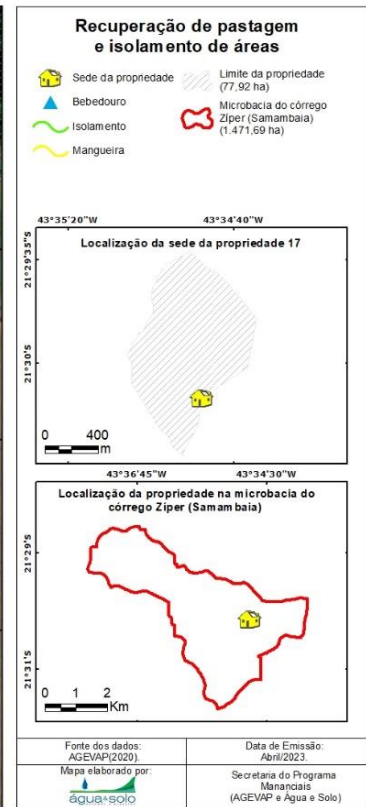 Recuperação de pastagem
e isolamento de áreas
Sede da propriedade
Bebedouro
Isolamento
Mangueira
Limite da propriedade
(77,92 ha)
Microbacia do córrego
Zíper (Samambaia)
(1.471,69 ha)
43°35'20"W 43°34'40"W
Localização da sede da propriedade 17
21°29'35"S
21°30'S
0 400
m
43°36'45"W 43°34'30"W
Localização da propriedade na microbacia do
córrego Zíper (Samambaia)
21°29'S
21°31'S
0 1 2
Km
Fonte dos dados:
AGEVAP(2020).
Data de Emissão:
Abril/2023.
Mapa elaborado por:
água e solo
Secretaria do Programa
Mananciais
(AGEVAP e Água e Solo)